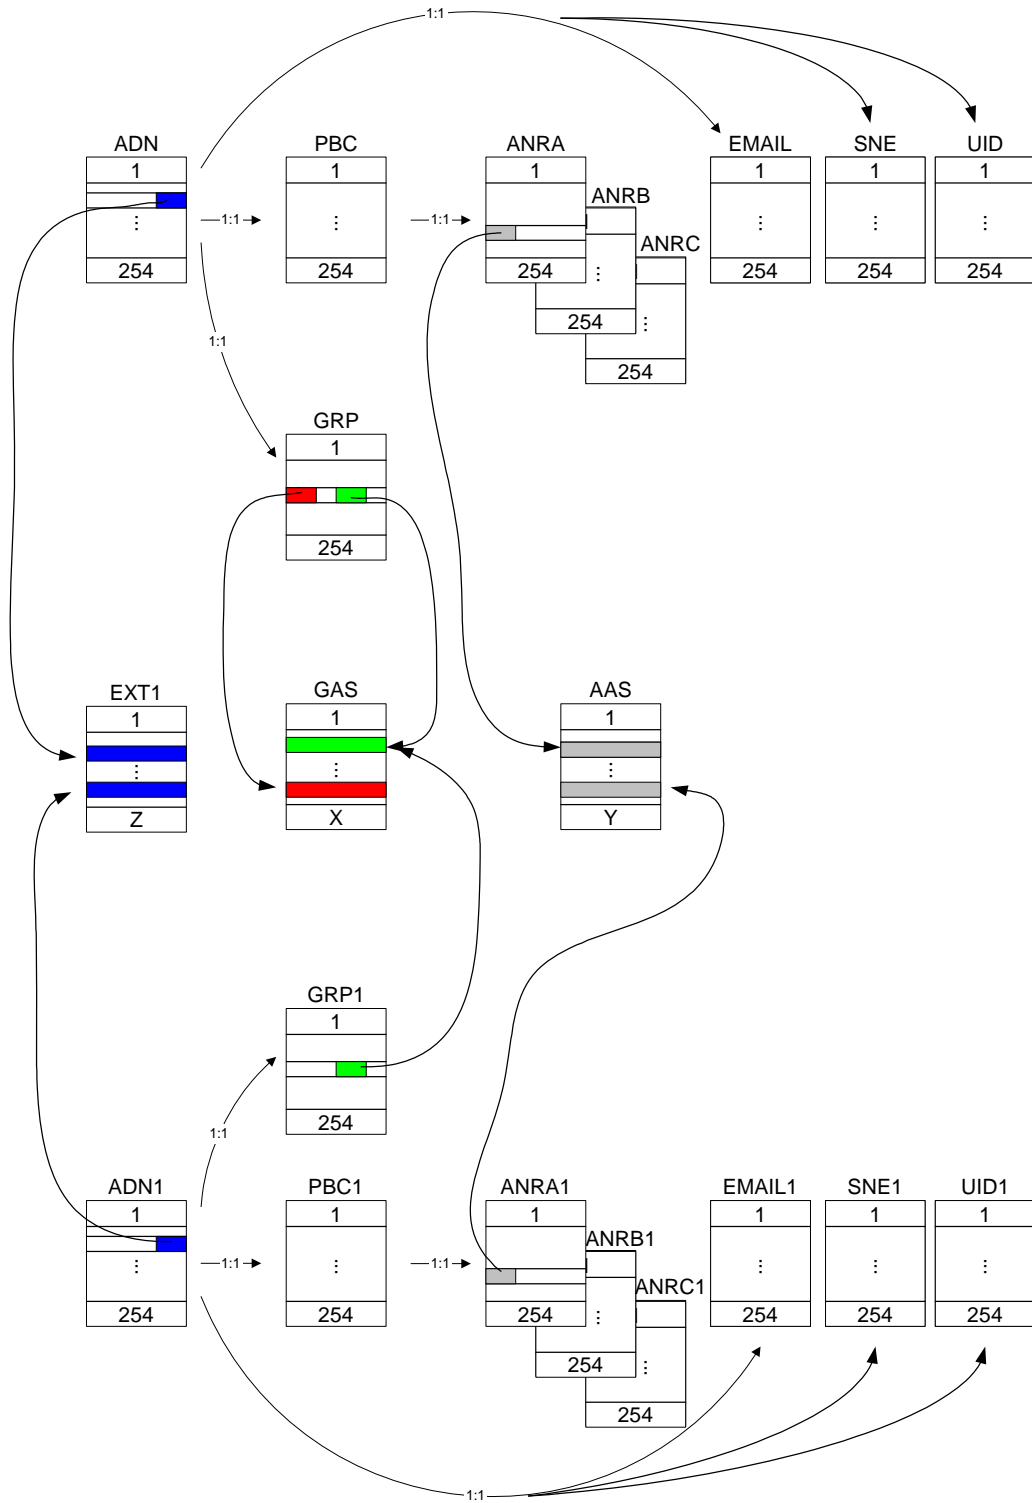 1:1
ADN PBC ANRA EMAIL SNE UID
1 1 1 1 1 1
ANRB
⋮ 1:1 ⋮ 1:1 ⋮ ⋮ ⋮
ANRC
254 254 254 ⋮ 254 254 254
254 ⋮
1:1
254
GRP
1
254
EXT1 GAS AAS
1 1 1
⋮ ⋮ ⋮
Z X Y
GRP1
1
254
1:1
ADN1 PBC1 ANRA1 EMAIL1 SNE1 UID1
1 1 1 1 1 1
ANRB1
⋮ 1:1 ⋮ 1:1 ⋮ ⋮ ⋮
ANRC1
254 254 254 ⋮ 254 254 254
254 ⋮
254
1:1